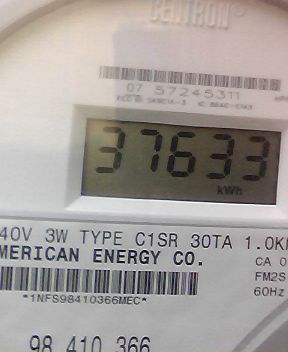 CENTRON®
07 57245311
37633
kWh
40V 3W TYPE C1SR 30TA 1.0K
MERICAN ENERGY CO.
CA 0
FM2S
60Hz
*1NFS98410366MEC*
98 410 366